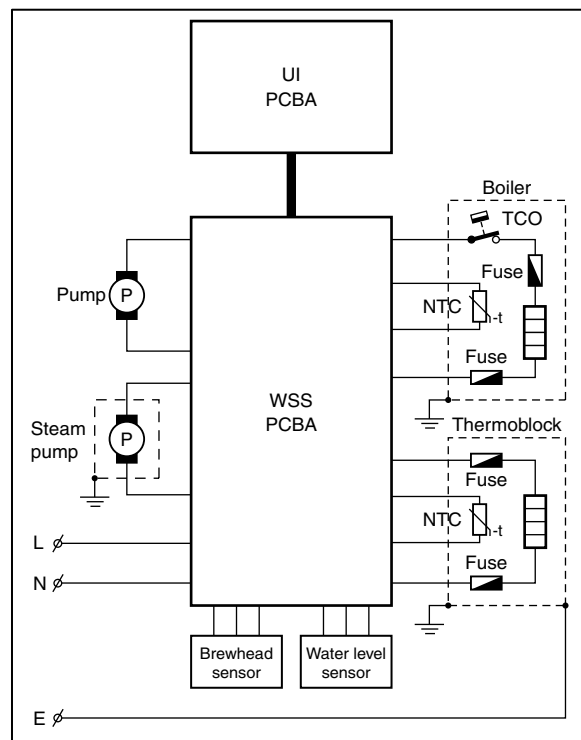 UI
PCBA
Boiler
TCO
Fuse
Pump
P
NTC
-t
Fuse
WSS
PCBA
Steam
pump
P
Thermoblock
Fuse
NTC
-t
L
Fuse
N
Brewhead
sensor
Water level
sensor
E